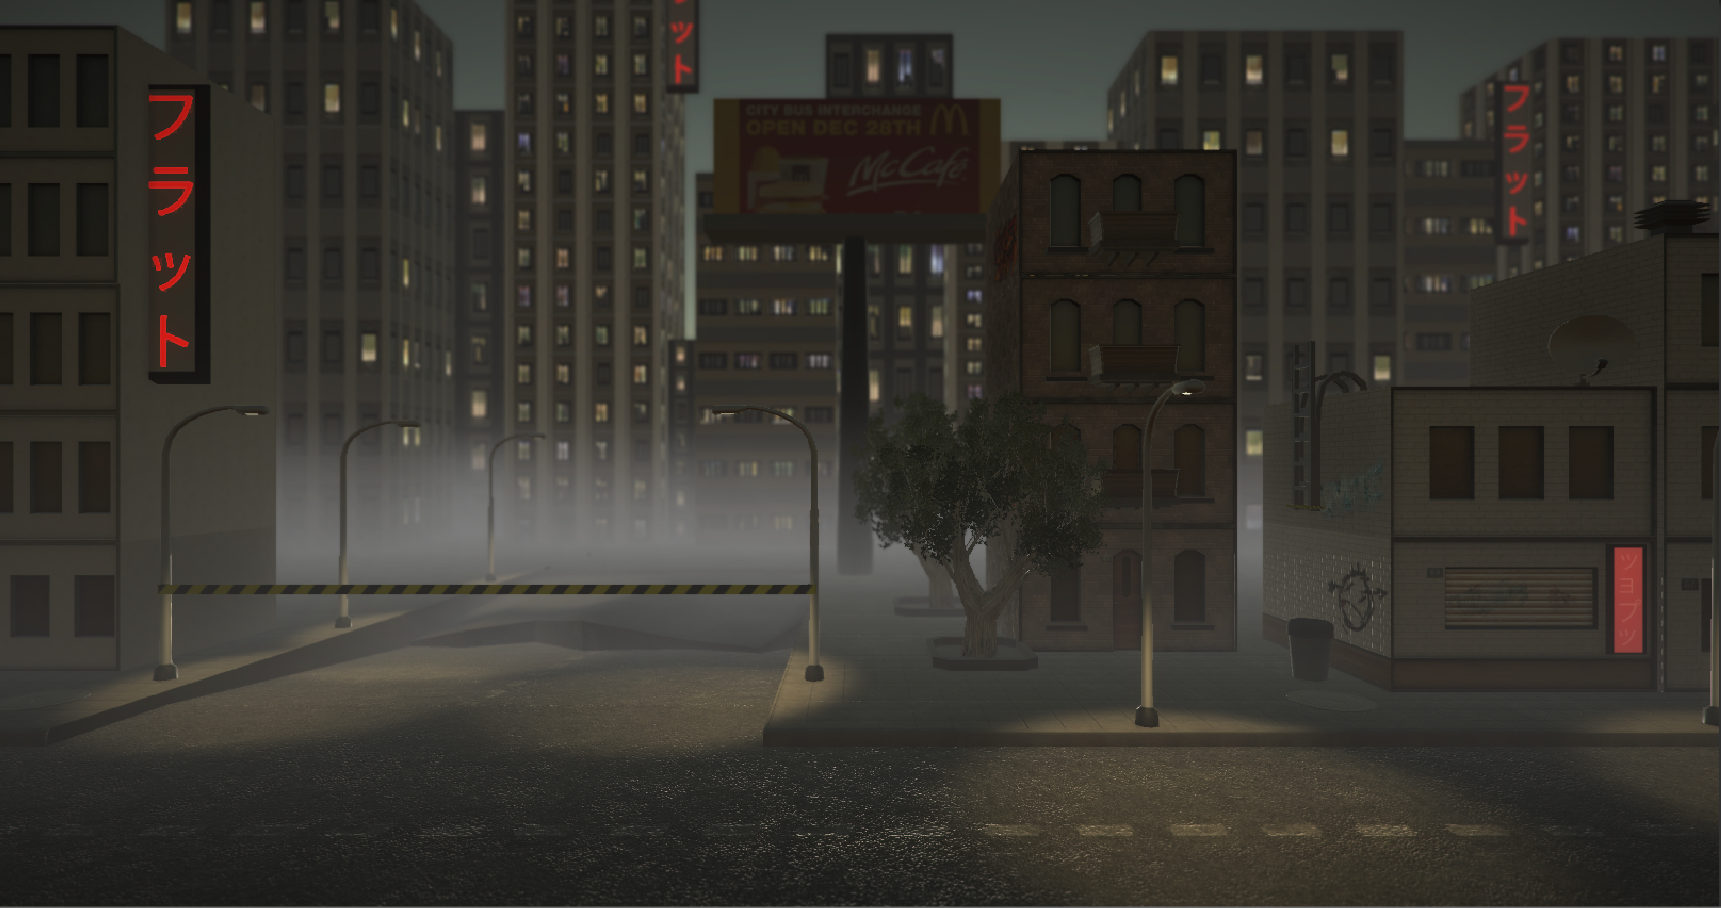 フラット
ット
CITY BUS INTERCHANGE
OPEN DEC 28TH
McCafé
フラット
ツョプツ